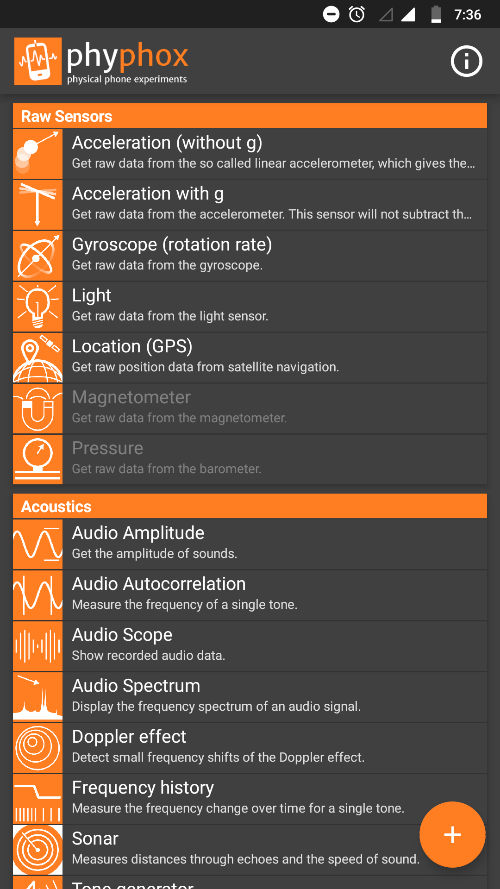 7:36
phyphox
physical phone experiments
Raw Sensors
Acceleration (without g)
Get raw data from the so called linear accelerometer, which gives the...
Acceleration with g
Get raw data from the accelerometer. This sensor will not subtract th...
Gyroscope (rotation rate)
Get raw data from the gyroscope.
Light
Get raw data from the light sensor.
Location (GPS)
Get raw position data from satellite navigation.
Magnetometer
Get raw data from the magnetometer.
Pressure
Get raw data from the barometer.
Acoustics
Audio Amplitude
Get the amplitude of sounds.
Audio Autocorrelation
Measure the frequency of a single tone.
Audio Scope
Show recorded audio data.
Audio Spectrum
Display the frequency spectrum of an audio signal.
Doppler effect
Detect small frequency shifts of the Doppler effect.
Frequency history
Measure the frequency change over time for a single tone.
Sonar
Measures distances through echoes and the speed of sound.
Tone generator